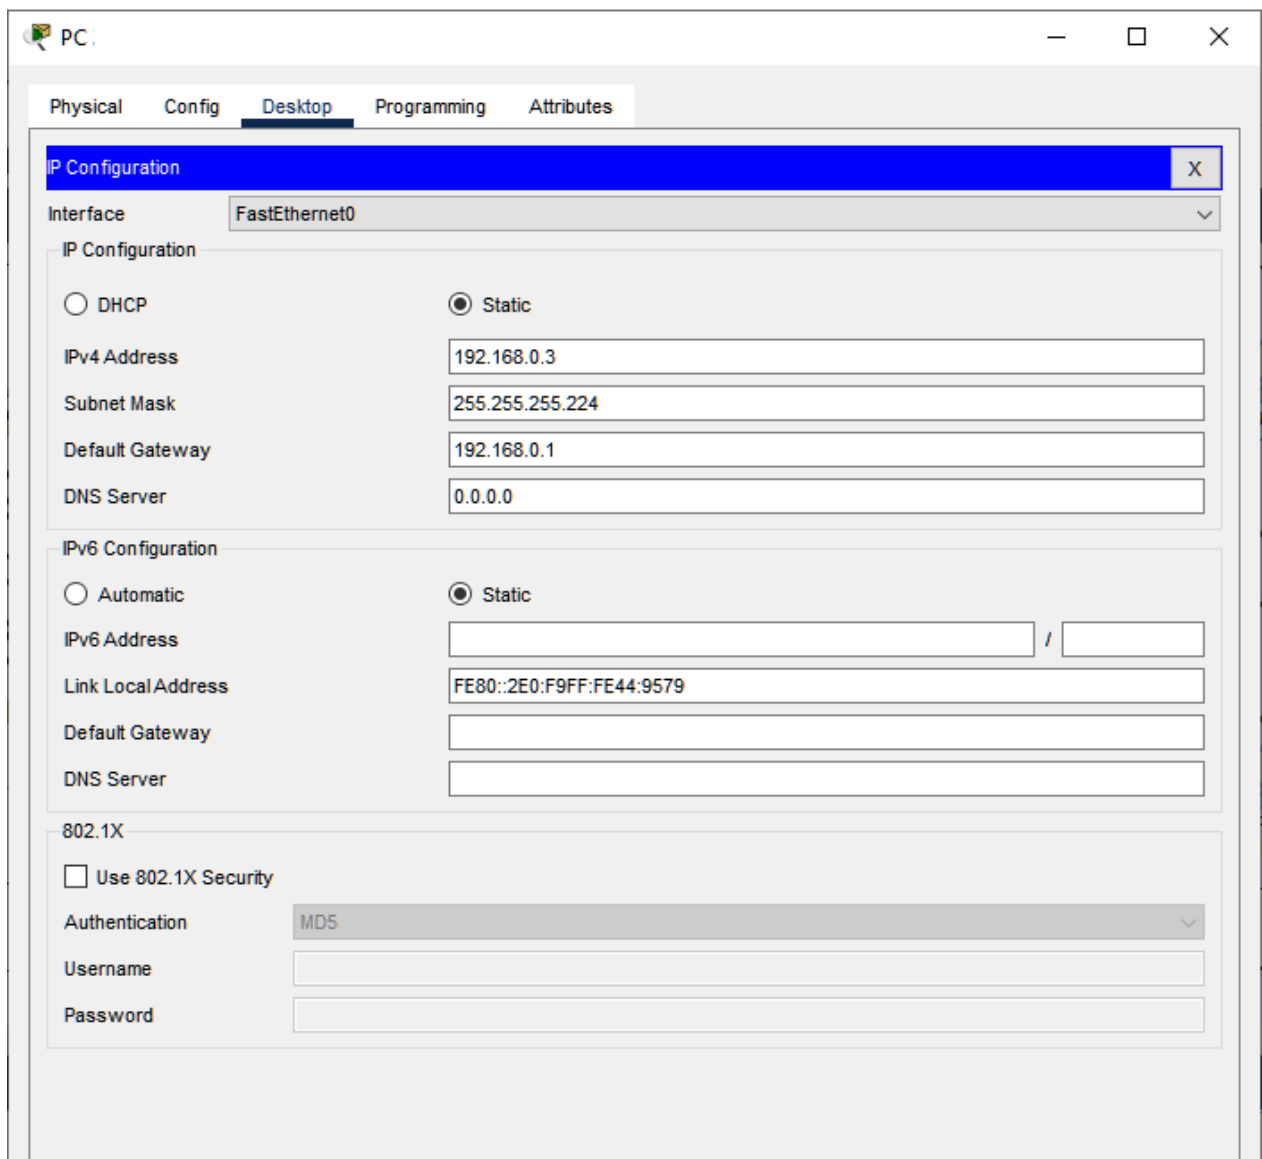 PC
Physical Config Desktop Programming Attributes
IP Configuration X
Interface FastEthernet0
IP Configuration
DHCP Static
IPv4 Address 192.168.0.3
Subnet Mask 255.255.255.224
Default Gateway 192.168.0.1
DNS Server 0.0.0.0
IPv6 Configuration
Automatic Static
IPv6 Address /
Link Local Address FE80::2E0:F9FF:FE44:9579
Default Gateway
DNS Server
802.1X
Use 802.1X Security
Authentication MD5
Username
Password